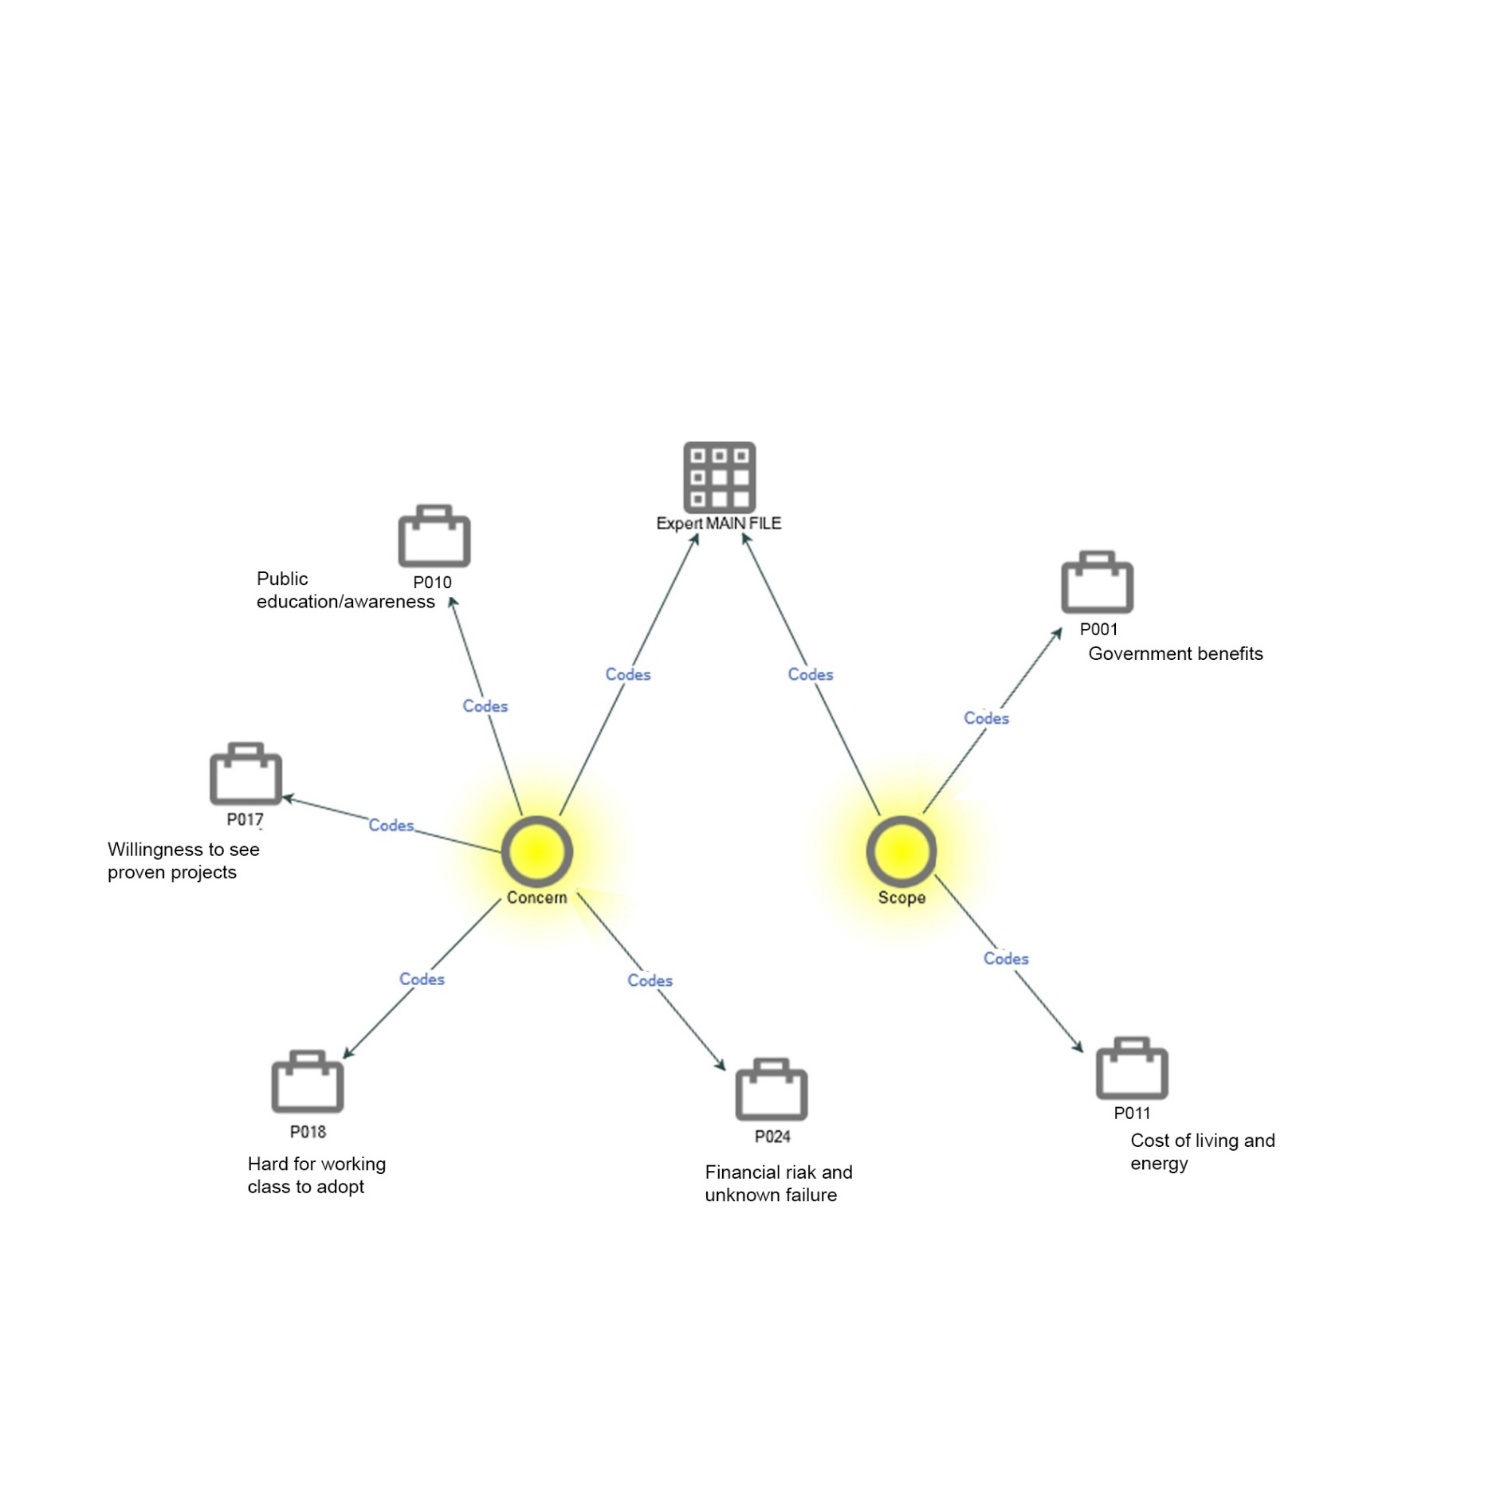 Expert MAIN FILE
P010
Public
education/awareness
P001
Government benefits
Codes
Codes
Codes
Codes
P017
Willingness to see
proven projects
Codes
Concern
Scope
Codes
Codes
Codes
P018
Hard for working
class to adopt
P024
Financial riak and
unknown failure
P011
Cost of living and
energy